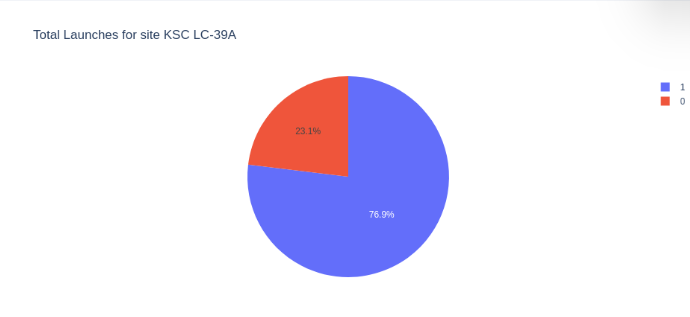 Total Launches for site KSC LC-39A
1
0
23.1%
76.9%